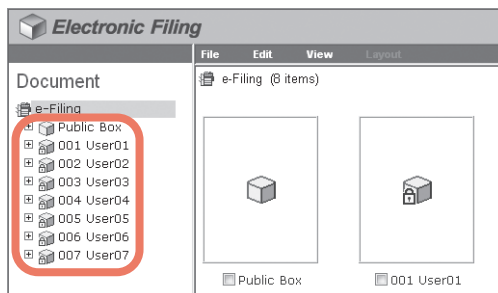 Electronic Filing
File Edit View Layout
Document
e-Filing
Public Box
001 User01
002 User02
003 User03
004 User04
005 User05
006 User06
007 User07
e-Filing (8 items)
Public Box
001 User01